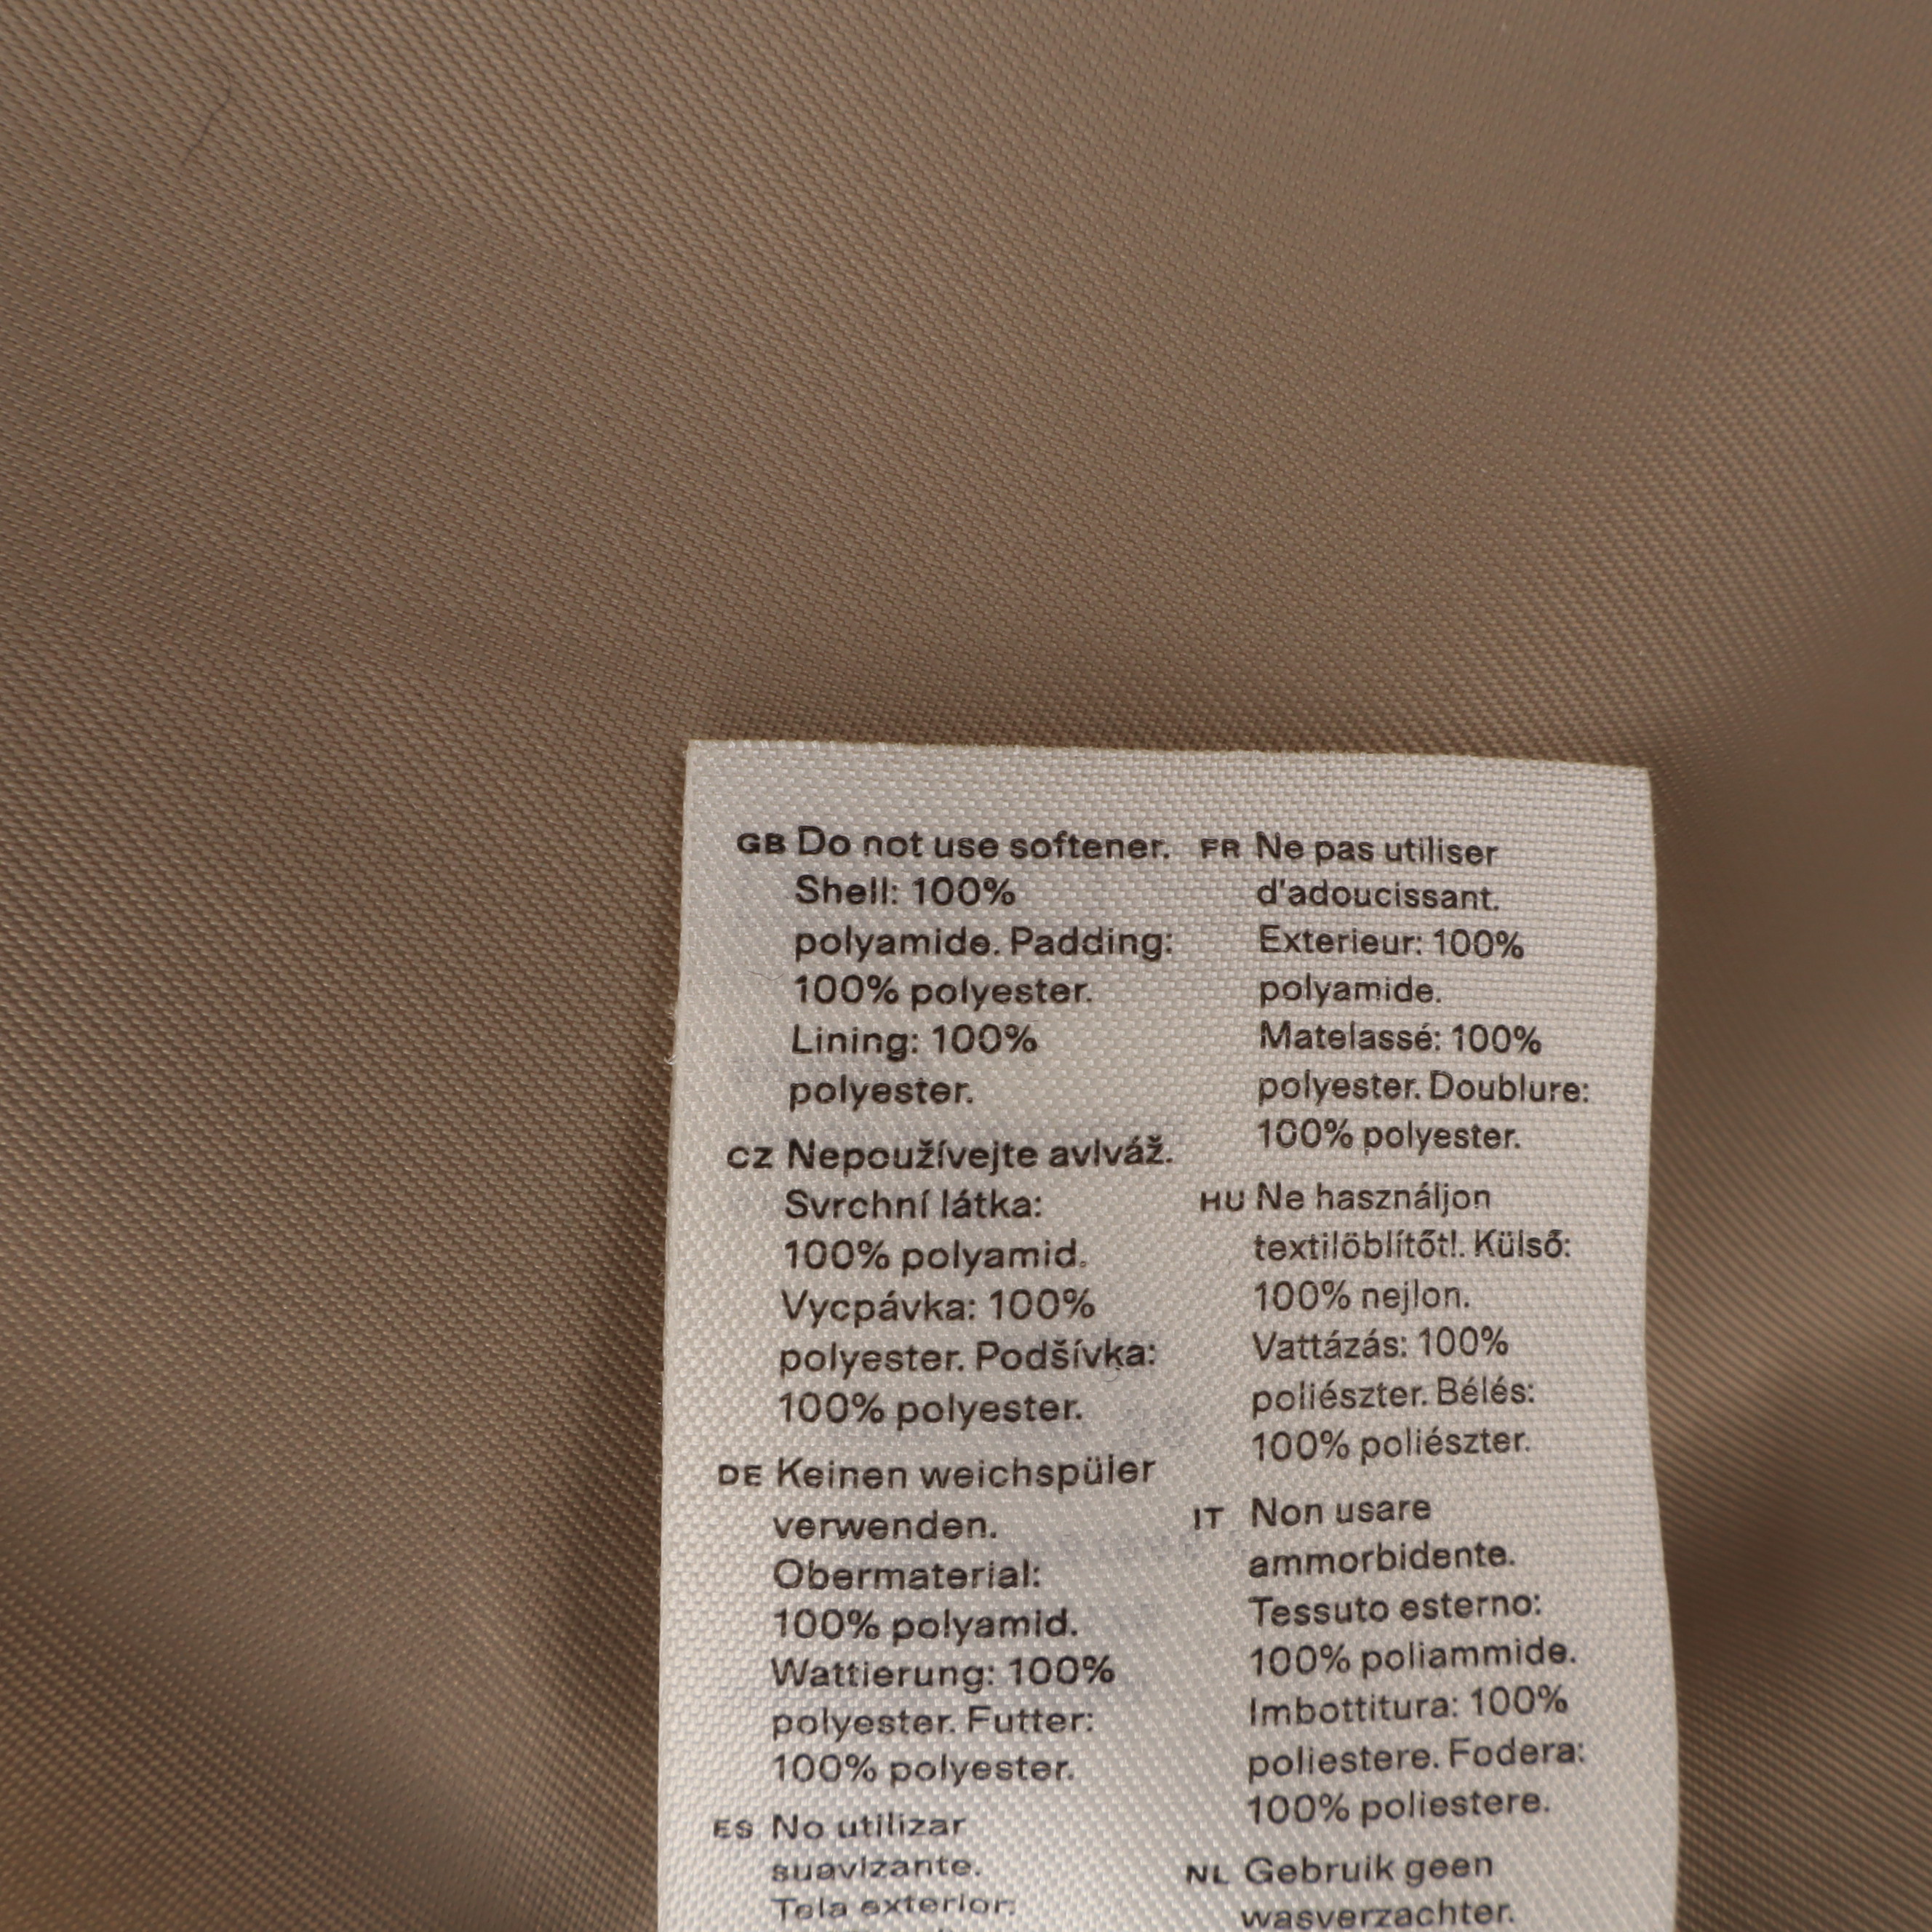 GB Do not use softener.
Shell: 100%
polyamide. Padding:
100% polyester.
Lining: 100%
polyester.
CZ Nepoužívejte aviváž.
Svrchní látka:
100% polyamid.
Vycpávka: 100%
polyester. Podšívka:
100% polyester.
DE Keinen weichspüler
verwenden.
Obermaterial:
100% polyamid.
Wattierung: 100%
polyester. Futter:
100% polyester.
ES No utilizar
suavizante.
Tela exterior:
FR Ne pas utiliser
d'adoucissant.
Exterieur: 100%
polyamide.
Matelassé: 100%
polyester. Doublure:
100% polyester.
HU Ne használjon
textilöblítőt!. Külső:
100% nejlon.
Vattázás: 100%
poliészter. Bélés:
100% poliészter.
IT Non usare
ammorbidente.
Tessuto esterno:
100% poliammide.
Imbottitura: 100%
poliestere. Fodera:
100% poliestere.
NL Gebruik geen
wasverzachter.